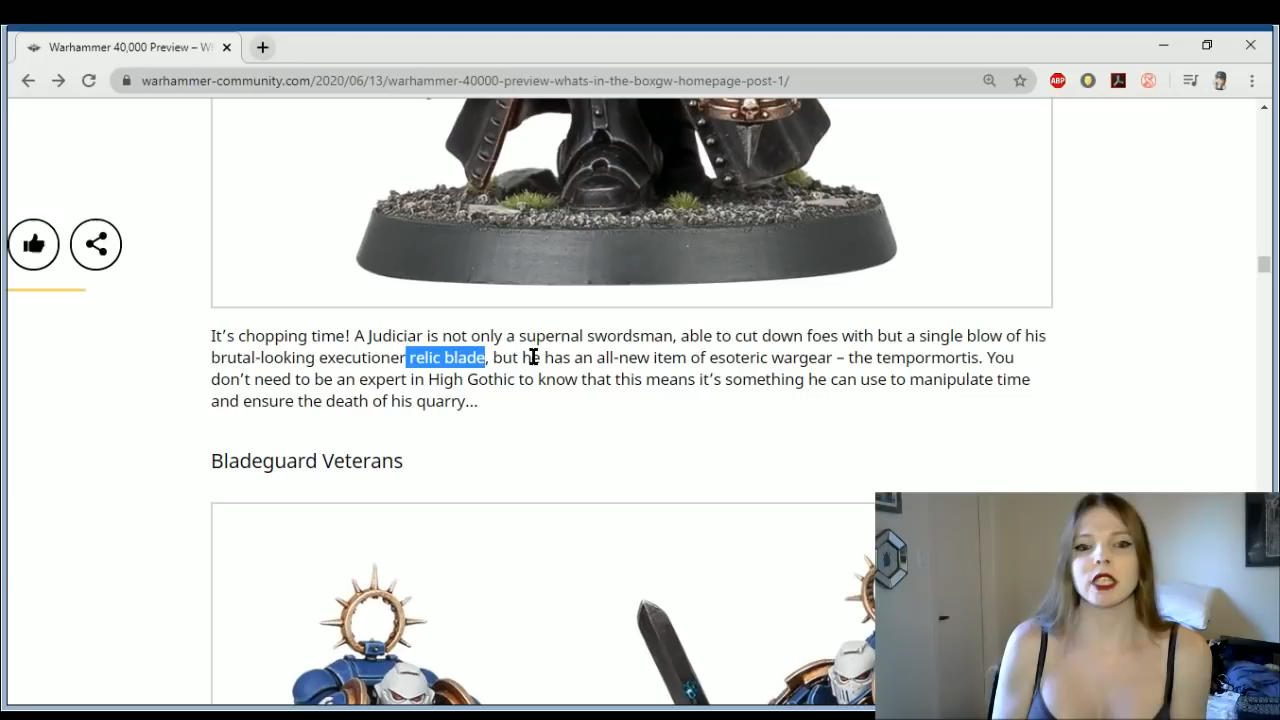 Warhammer 40,000 Preview – W
warhammer-community.com/2020/06/13/warhammer-40000-preview-whats-in-the-boxgw-homepage-post-1/
ABP
It's chopping time! A Judiciar is not only a supernal swordsman, able to cut down foes with but a single blow of his
brutal-looking executioner relic blade, but he has an all-new item of esoteric wargear – the tempormortis. You
don't need to be an expert in High Gothic to know that this means it's something he can use to manipulate time
and ensure the death of his quarry…
Bladeguard Veterans